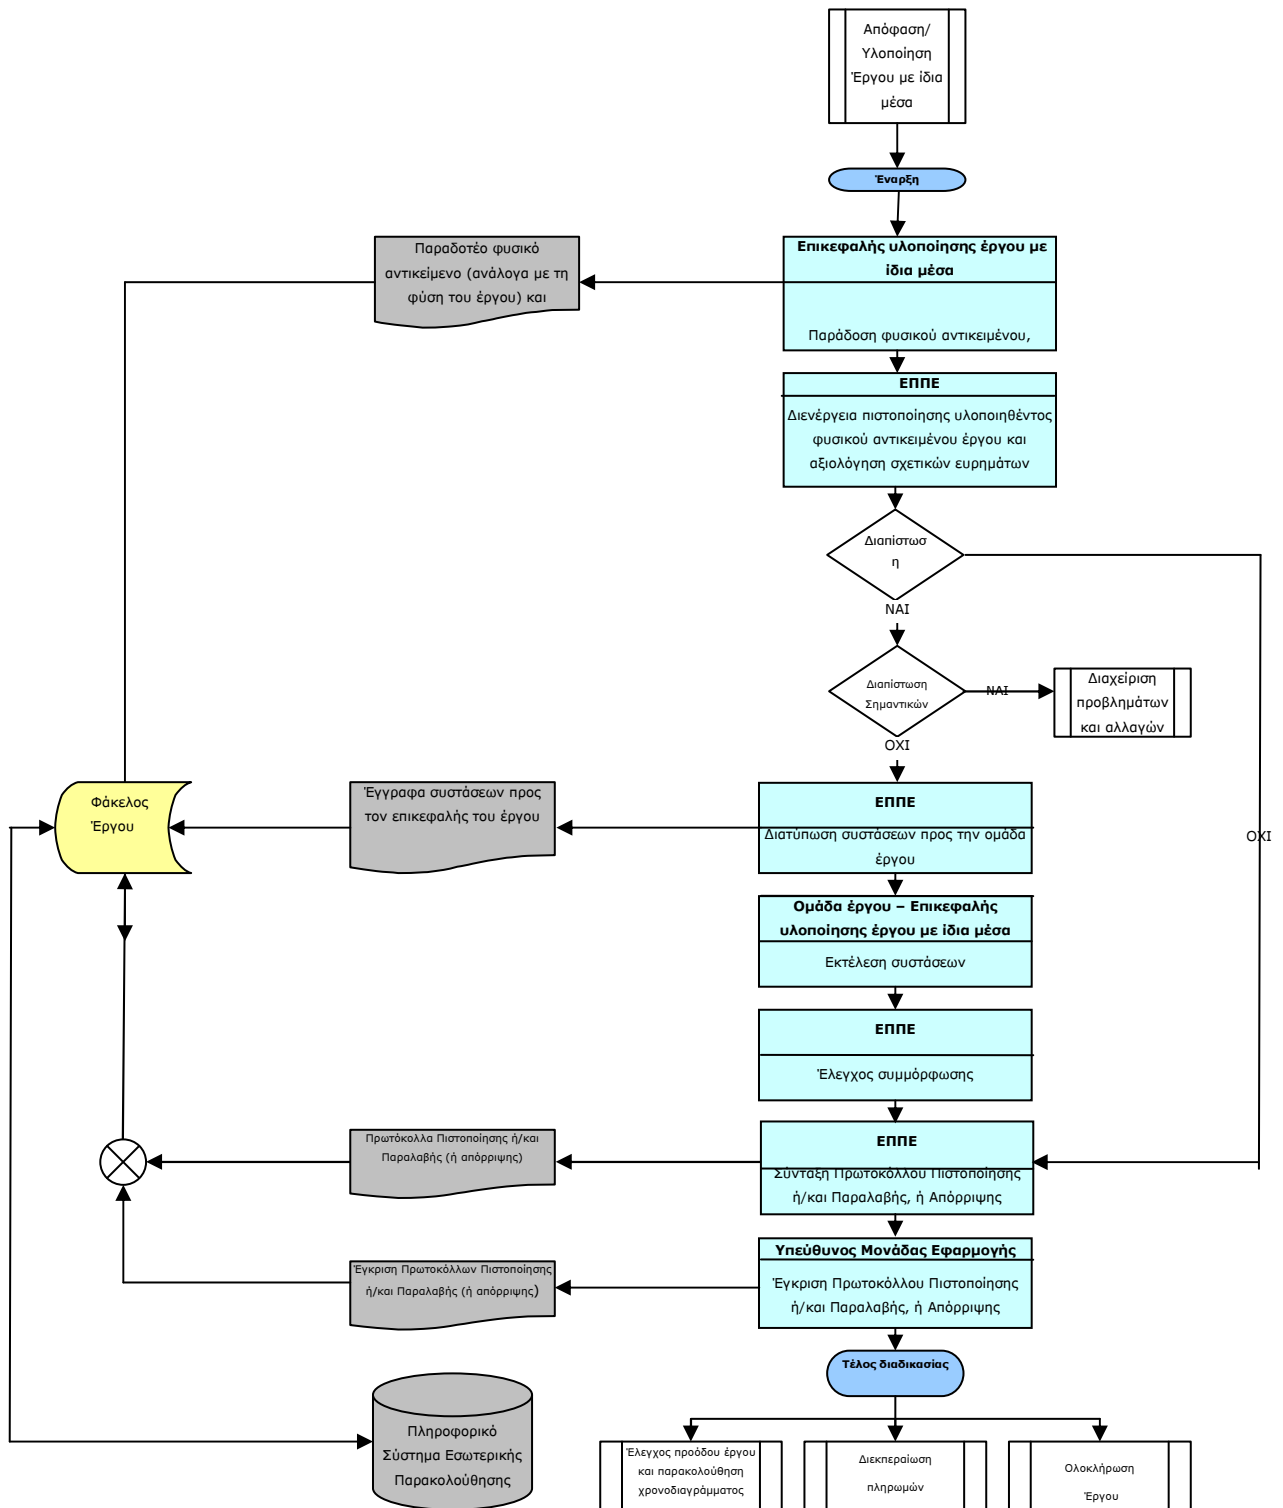 Απόφαση/
Υλοποίηση
Έργου με ίδια
μέσα
Έναρξη
Παραδοτέο φυσικό
αντικείμενο (ανάλογα με τη
φύση του έργου) και
Επικεφαλής υλοποίησης έργου με
ίδια μέσα
Παράδοση φυσικού αντικειμένου,
ΕΠΠΕ
Διενέργεια πιστοποίησης υλοποιηθέντος
φυσικού αντικειμένου έργου και
αξιολόγηση σχετικών ευρημάτων
Διαπίστωσ
η
ΝΑΙ
Διαπίστωση
Σημαντικών
ΝΑΙ
Διαχείριση
προβλημάτων
και αλλαγών
ΟΧΙ
Φάκελος
Έργου
Έγγραφα συστάσεων προς
τον επικεφαλής του έργου
ΕΠΠΕ
Διατύπωση συστάσεων προς την ομάδα
έργου
ΟΧΙ
Ομάδα έργου – Επικεφαλής
υλοποίησης έργου με ίδια μέσα
Εκτέλεση συστάσεων
ΕΠΠΕ
Έλεγχος συμμόρφωσης
Πρωτόκολλα Πιστοποίησης ή/και
Παραλαβής (ή απόρριψης)
ΕΠΠΕ
Σύνταξη Πρωτοκόλλου Πιστοποίησης
ή/και Παραλαβής, ή Απόρριψης
Έγκριση Πρωτοκόλλων Πιστοποίησης
ή/και Παραλαβής (ή απόρριψης)
Υπεύθυνος Μονάδας Εφαρμογής
Έγκριση Πρωτοκόλλου Πιστοποίησης
ή/και Παραλαβής, ή Απόρριψης
Τέλος διαδικασίας
Πληροφορικό
Σύστημα Εσωτερικής
Παρακολούθησης
Έλεγχος προόδου έργου
και παρακολούθηση
χρονοδιαγράμματος
Διεκπεραίωση
πληρωμών
Ολοκλήρωση
Έργου